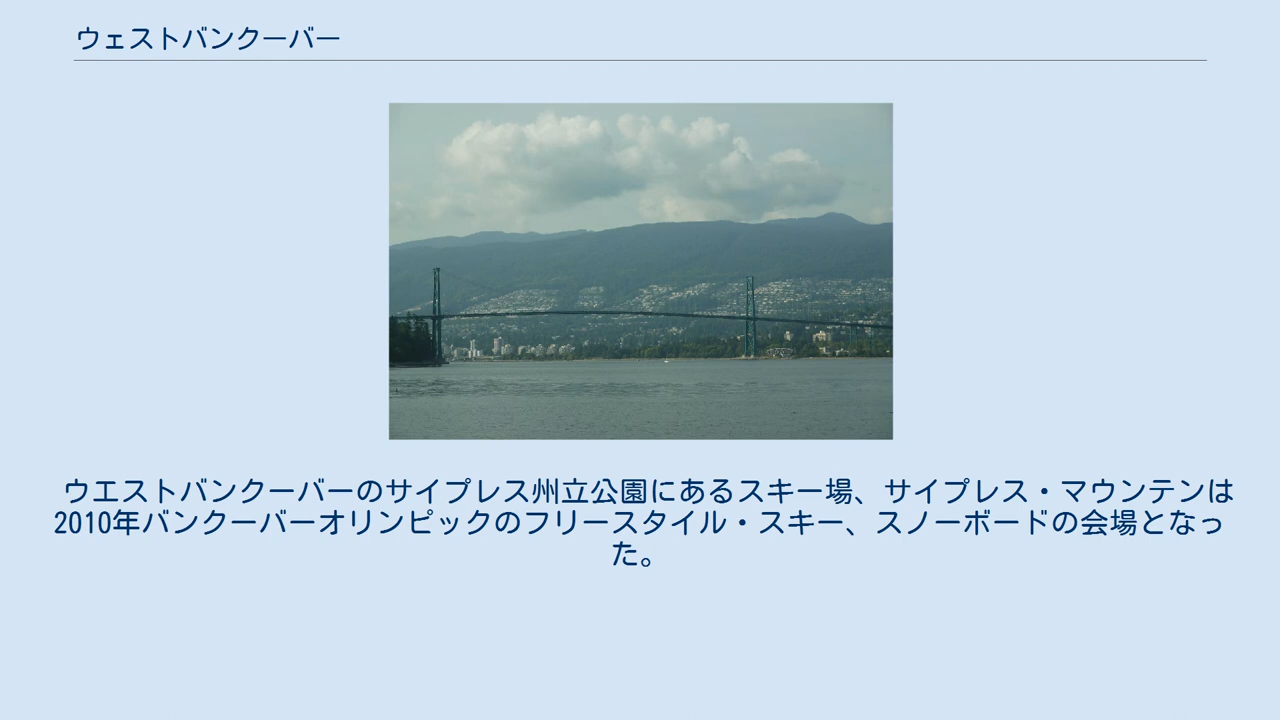 ウェストバンクーバー
ウエストバンクーバーのサイプレス州立公園にあるスキー場、サイプレス・マウンテンは
2010年バンクーバーオリンピックのフリースタイル・スキー、スノーボードの会場となっ
た。